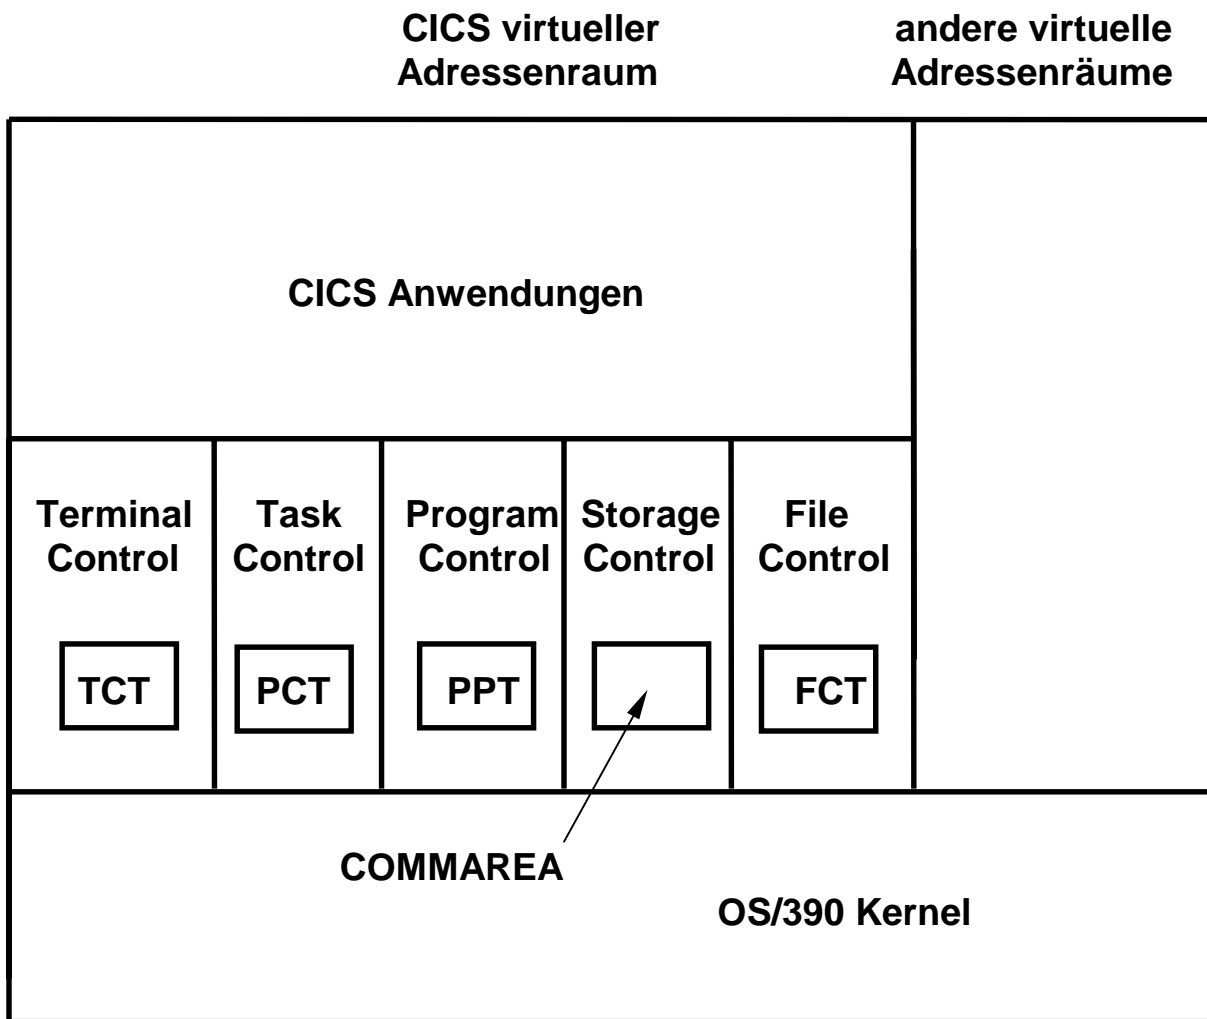 CICS virtueller
Adressenraum
andere virtuelle
Adressenräume
CICS Anwendungen
Terminal
Control
Task
Control
Program
Control
Storage
Control
File
Control
TCT
PCT
PPT
FCT
COMMAREA
OS/390 Kernel